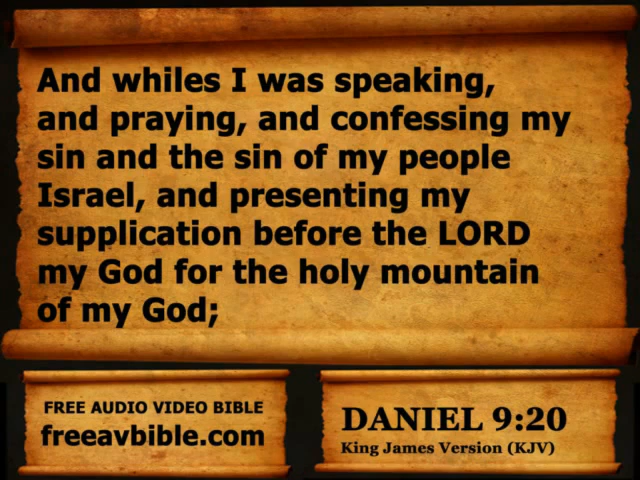 And whiles I was speaking,
and praying, and confessing my
sin and the sin of my people
Israel, and presenting my
supplication before the LORD
my God for the holy mountain
of my God;
FREE AUDIO VIDEO BIBLE
freeavbible.com
DANIEL 9:20
King James Version (KJV)